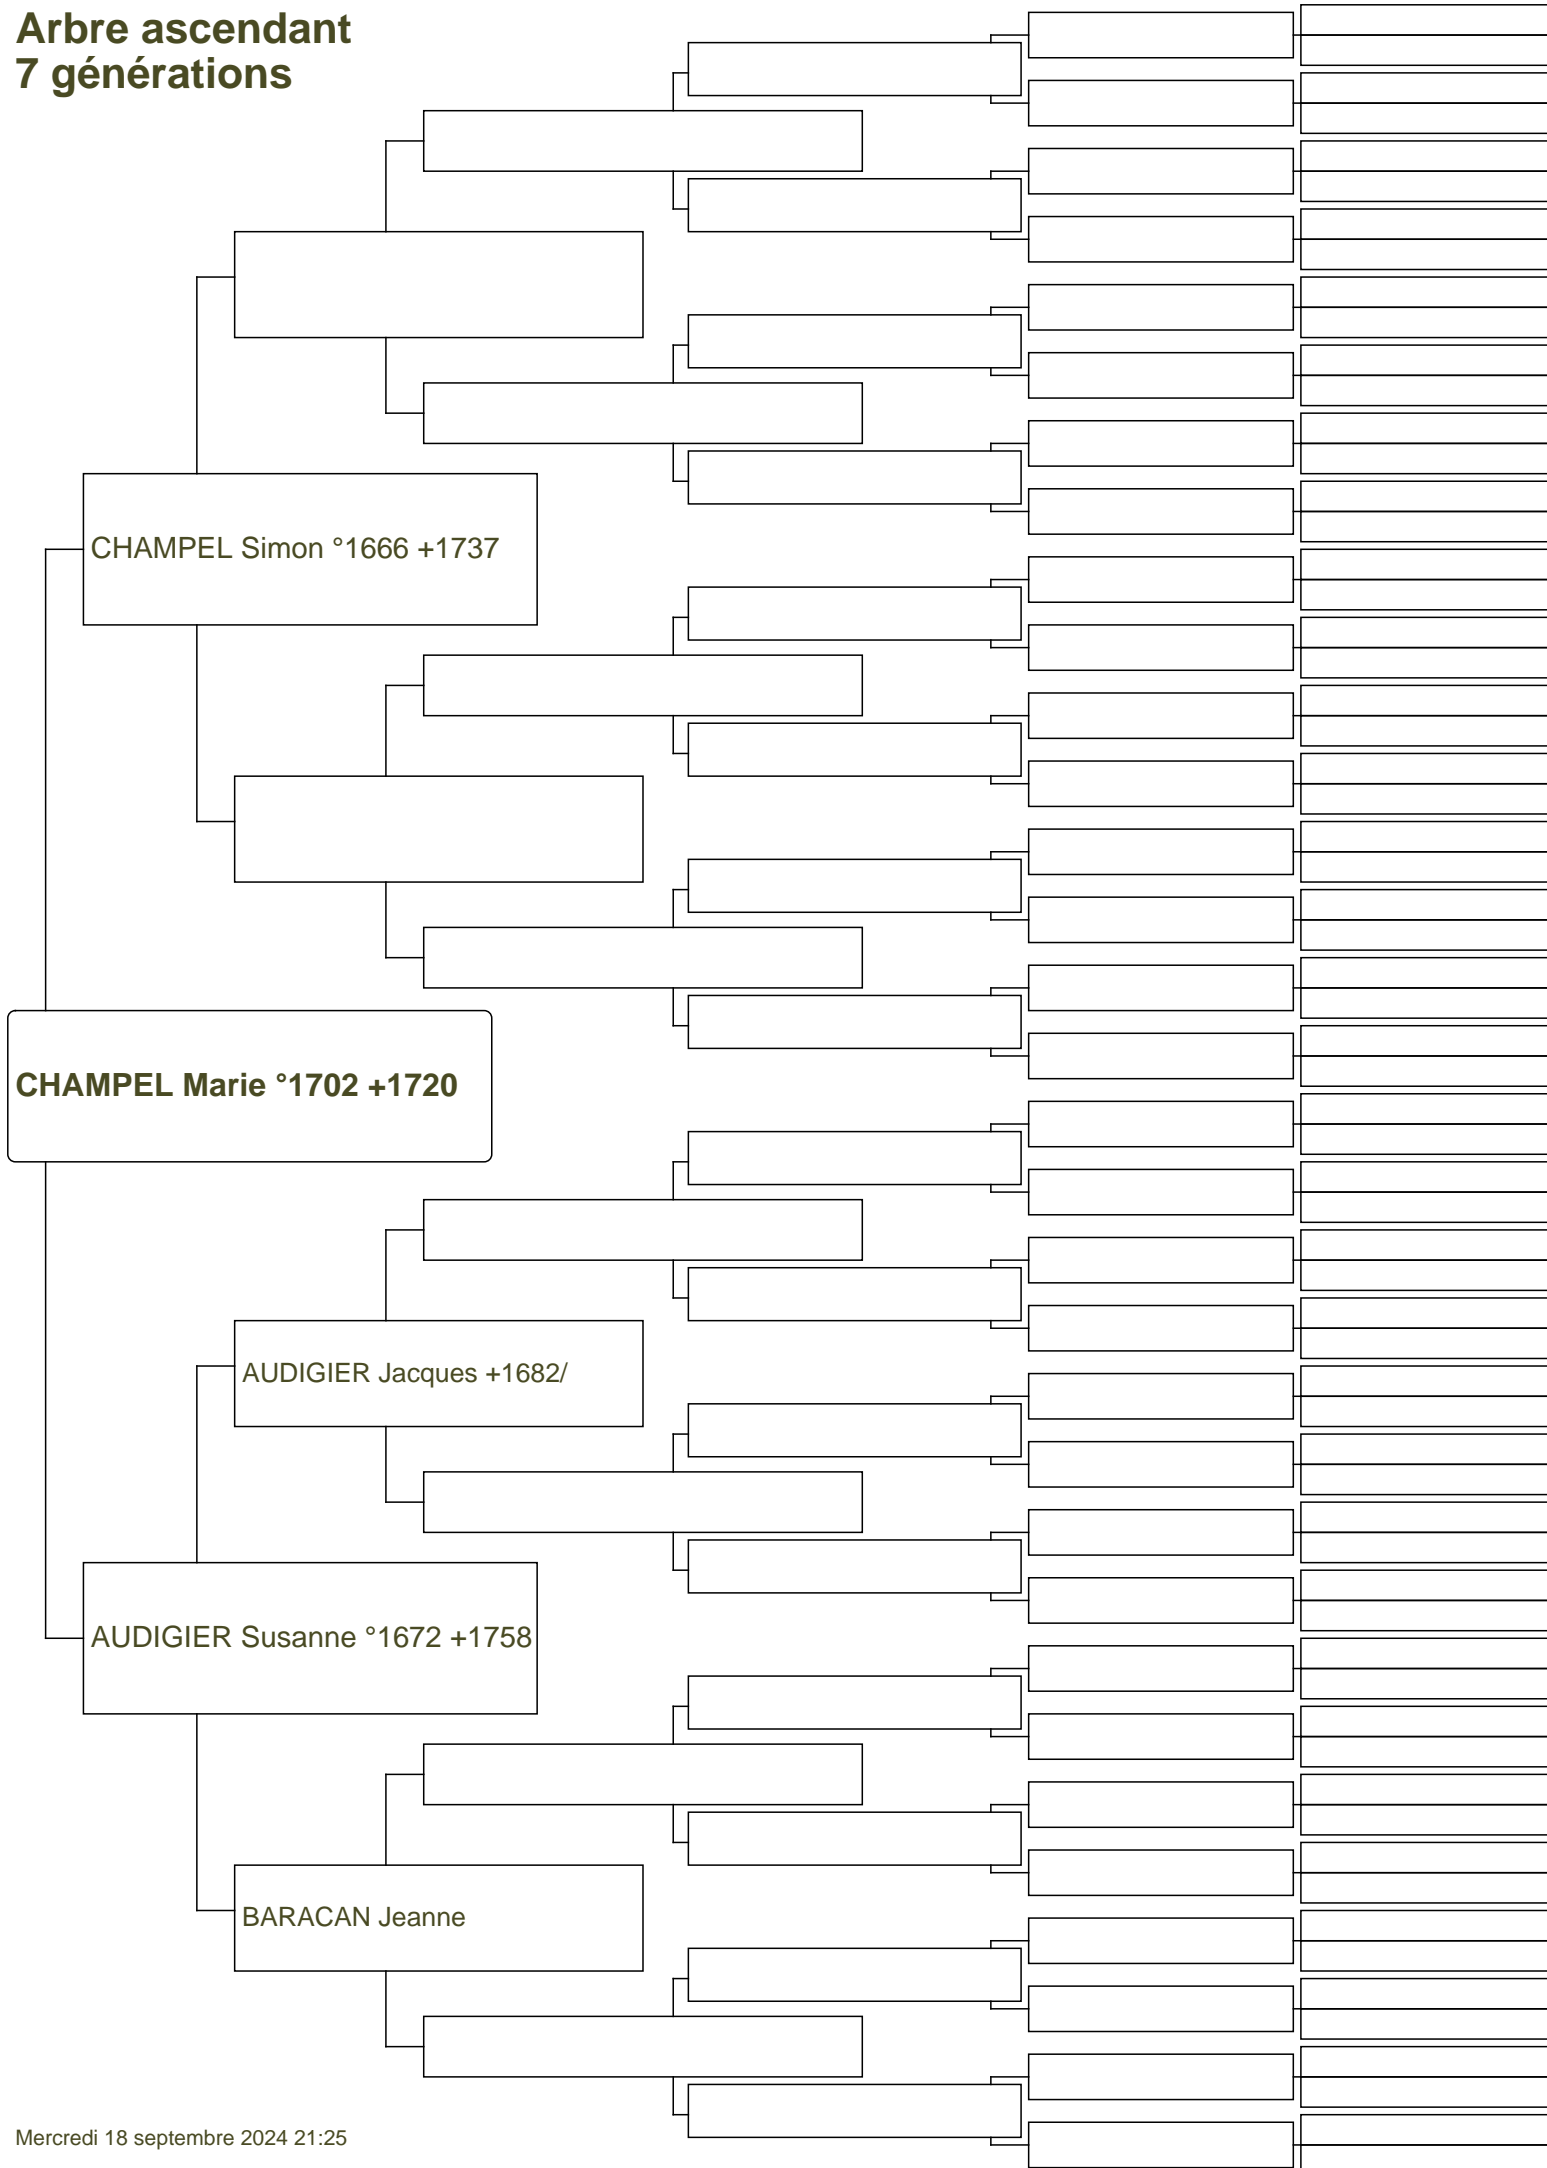 Arbre ascendant
7 générations
CHAMPEL Simon °1666 +1737
CHAMPEL Marie °1702 +1720
AUDIGIER Jacques +1682/
AUDIGIER Susanne °1672 +1758
BARACAN Jeanne
Mercredi 18 septembre 2024 21:25